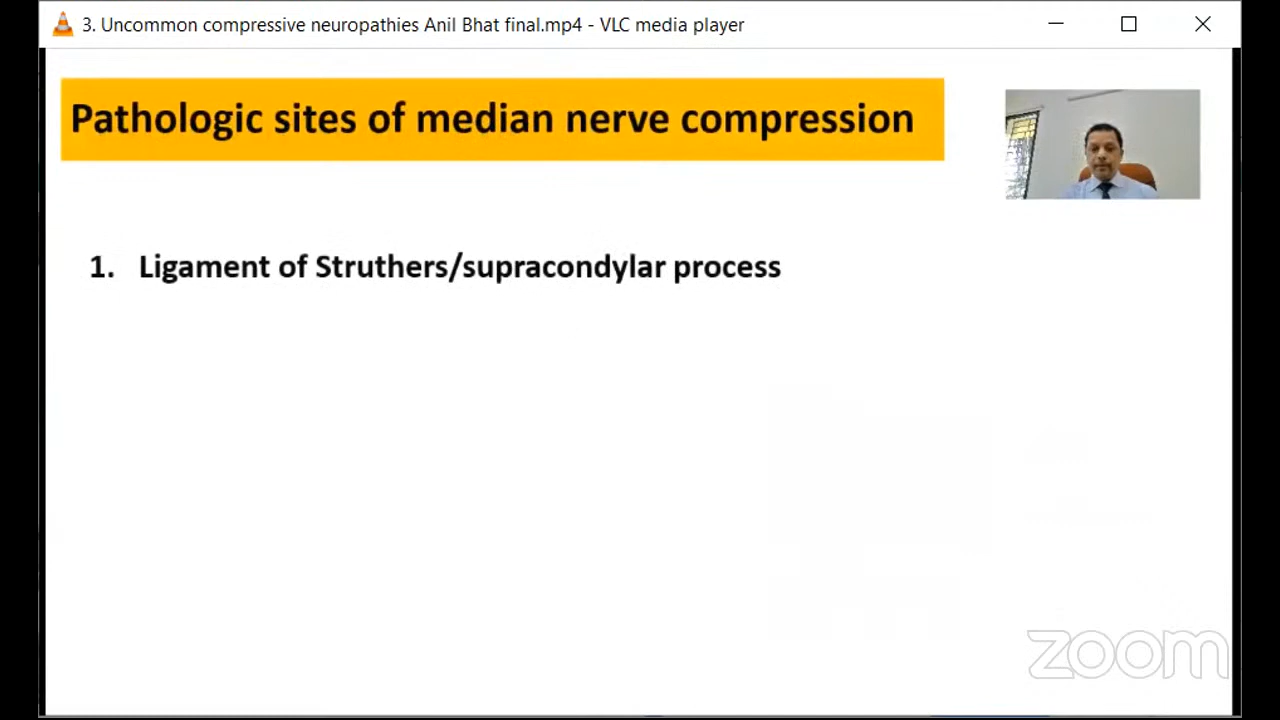 3. Uncommon compressive neuropathies Anil Bhat final.mp4 - VLC media player
Pathologic sites of median nerve compression
1. Ligament of Struthers/supracondylar process
zoom